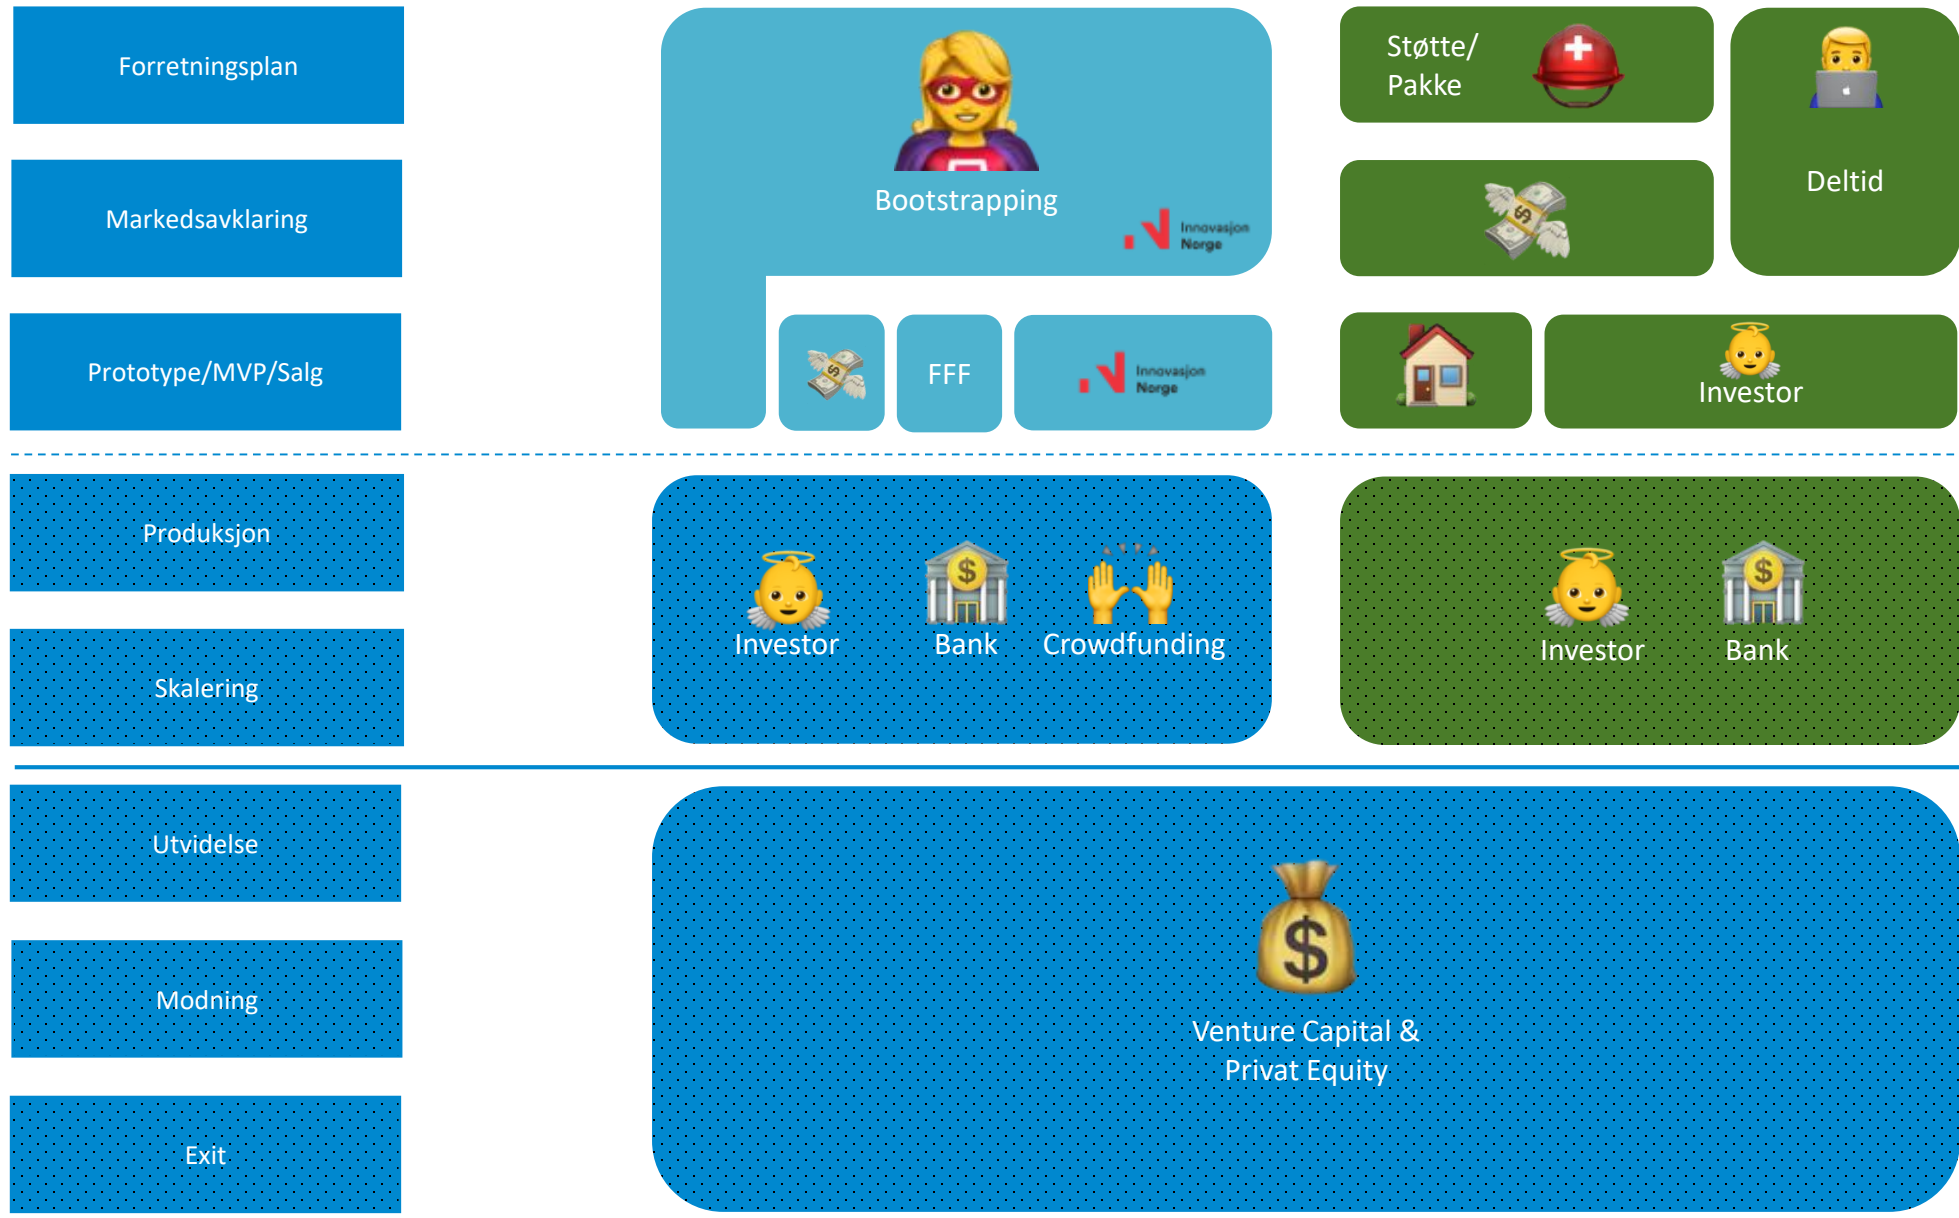 Forretningsplan
Markedsavklaring
Prototype/MVP/Salg
Bootstrapping
Innovasjon
Norge
FFF
Innovasjon
Norge
Støtte/
Pakke
Deltid
Investor
Produksjon
Skalering
Investor
Bank
Crowdfunding
Investor
Bank
Utvidelse
Modning
Exit
Venture Capital &
Privat Equity